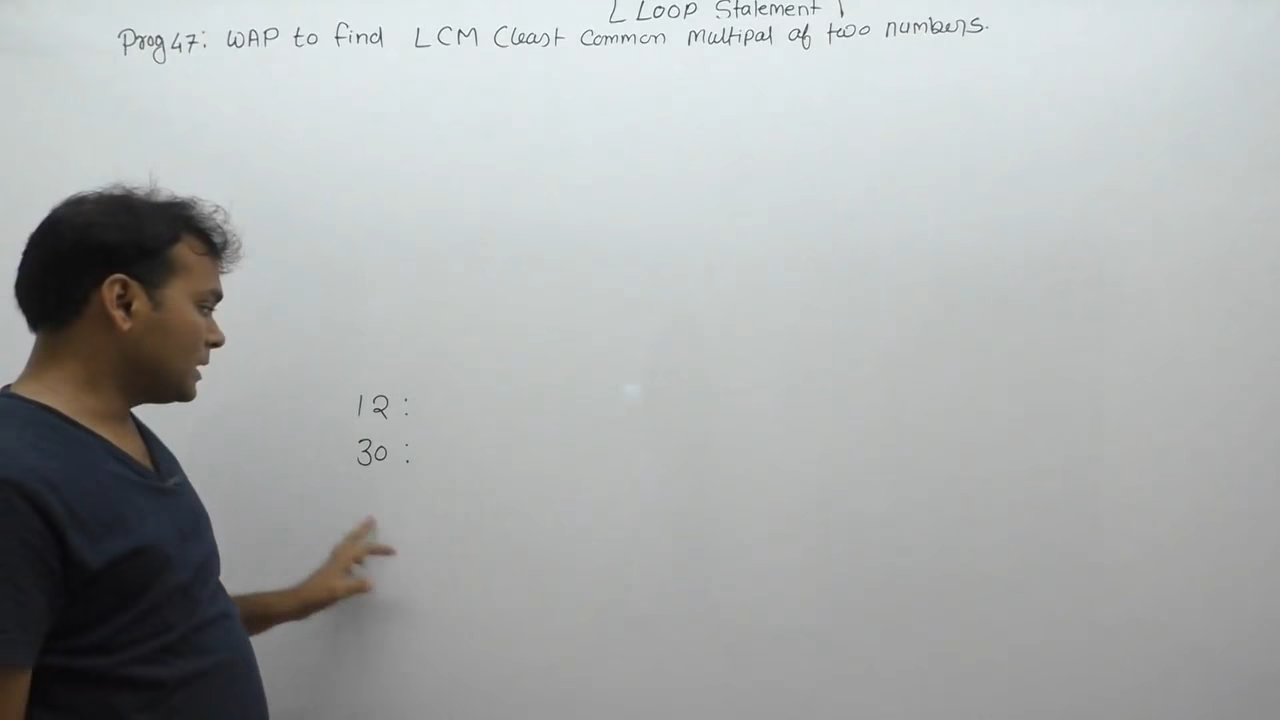 [ LOOP Statement ]
Prog 47: WAP to find LCM (least Common Multipal of two numbers.
12 :
30 :